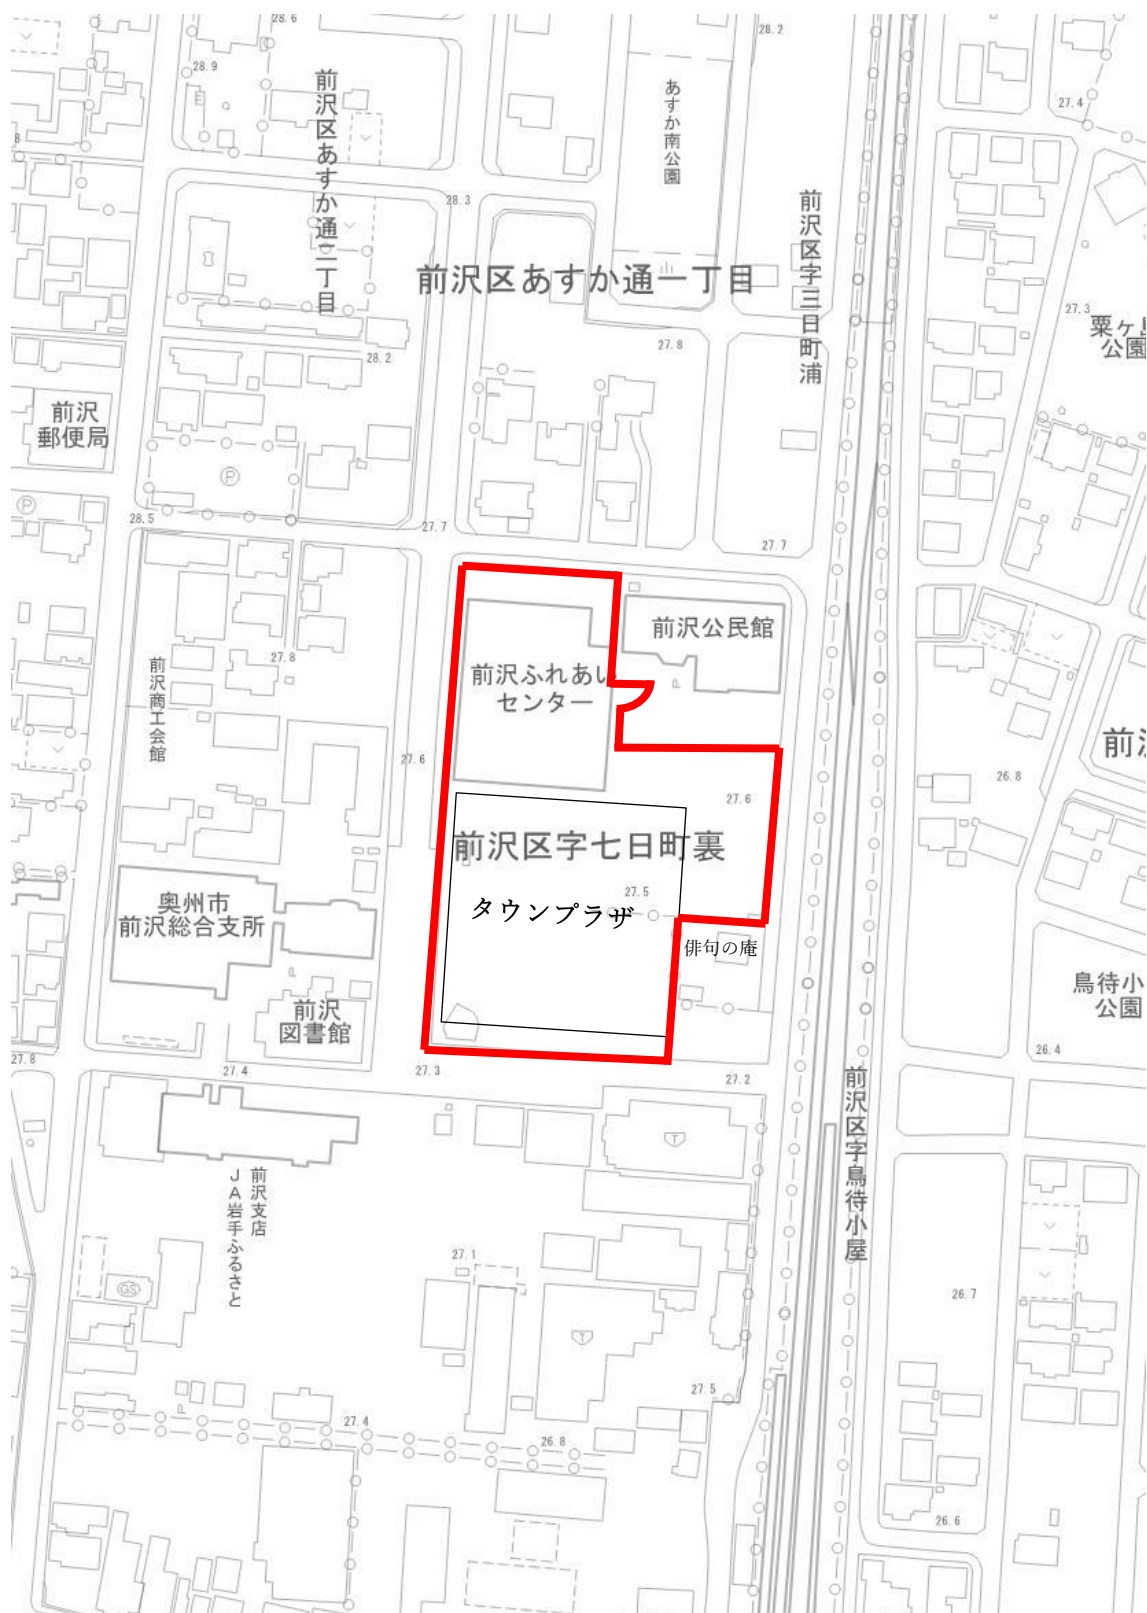 28.6
28.2
28.9
27.4
前沢区あすか通二丁目
あすか南公園
28.3
前沢区字三日町浦
前沢区あすか通一丁目
27.3
27.8
28.2
公園
前沢
郵便局
P
P
28.5
27.7
27.7
前沢公民館
前沢ふれあい
センター
27.8
前沢商工会館
P
27.6
26.8
27.6
前沢区字七日町裏
27.5
タウンプラザ
俳句の庵
奥州市
前沢総合支所
P
前沢
図書館
鳥待小
公園
26.4
27.8
27.4
27.3
27.2
前沢区字鳥待小屋
T
前沢支店
JA岩手ふるさと
27.1
GS
26.7
T
27.5
P
27.4
26.8
26.6